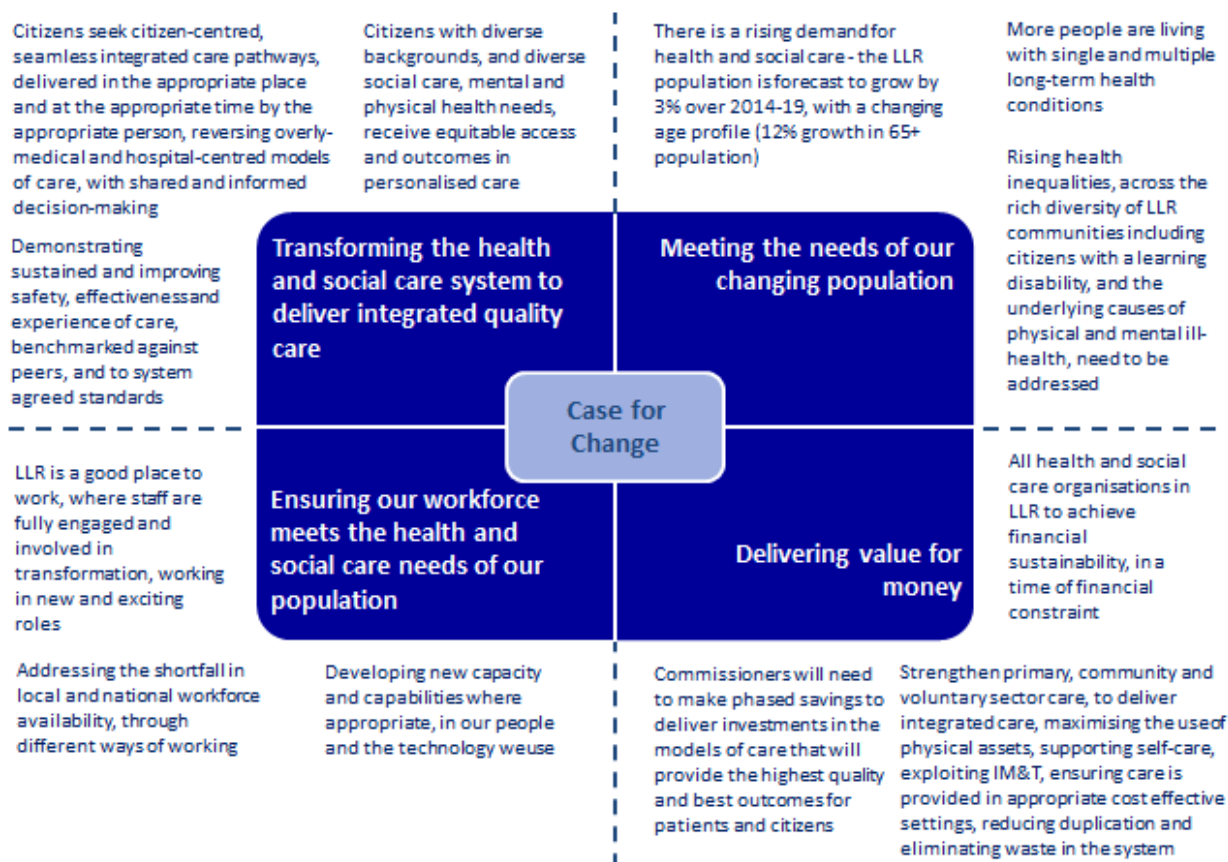 Citizens seek citizen-centred,
seamless integrated care pathways,
delivered in the appropriate place
and at the appropriate time by the
appropriate person, reversing overly-
medical and hospital-centred models
of care, with shared and informed
decision-making
Citizens with diverse
backgrounds, and diverse
social care, mental and
physical health needs,
receive equitable access
and outcomes in
personalised care
There is a rising demand for
health and social care - the LLR
population is forecast to grow by
3% over 2014-19, with a changing
age profile (12% growth in 65+
population)
More people are living
with single and multiple
long-term health
conditions
Demonstrating
sustained and improving
safety, effectivenessand
experience of care,
benchmarked against
peers, and to system
agreed standards
Transforming the health
and social care system to
deliver integrated quality
care
Meeting the needs of our
changing population
Rising health
inequalities, across the
rich diversity of LLR
communities including
citizens with a learning
disability, and the
underlying causes of
physical and mental ill-
health, need to be
addressed
Case for
Change
LLR is a good place to
work, where staff are
fully engaged and
involved in
transformation, working
in new and exciting
roles
Ensuring our workforce
meets the health and
social care needs of our
population
Delivering value for
money
All health and social
care organisations in
LLR to achieve
financial
sustainability, in a
time of financial
constraint
Addressing the shortfall in
local and national workforce
availability, through
different ways of working
Developing new capacity
and capabilities where
appropriate, in our people
and the technology weuse
Commissioners will need
to make phased savings to
deliver investments in the
models of care that will
provide the highest quality
and best outcomes for
patients and citizens
Strengthen primary, community and
voluntary sector care, to deliver
integrated care, maximising the useof
physical assets, supporting self-care,
exploiting IM&T, ensuring care is
provided in appropriate cost effective
settings, reducing duplication and
eliminating waste in the system